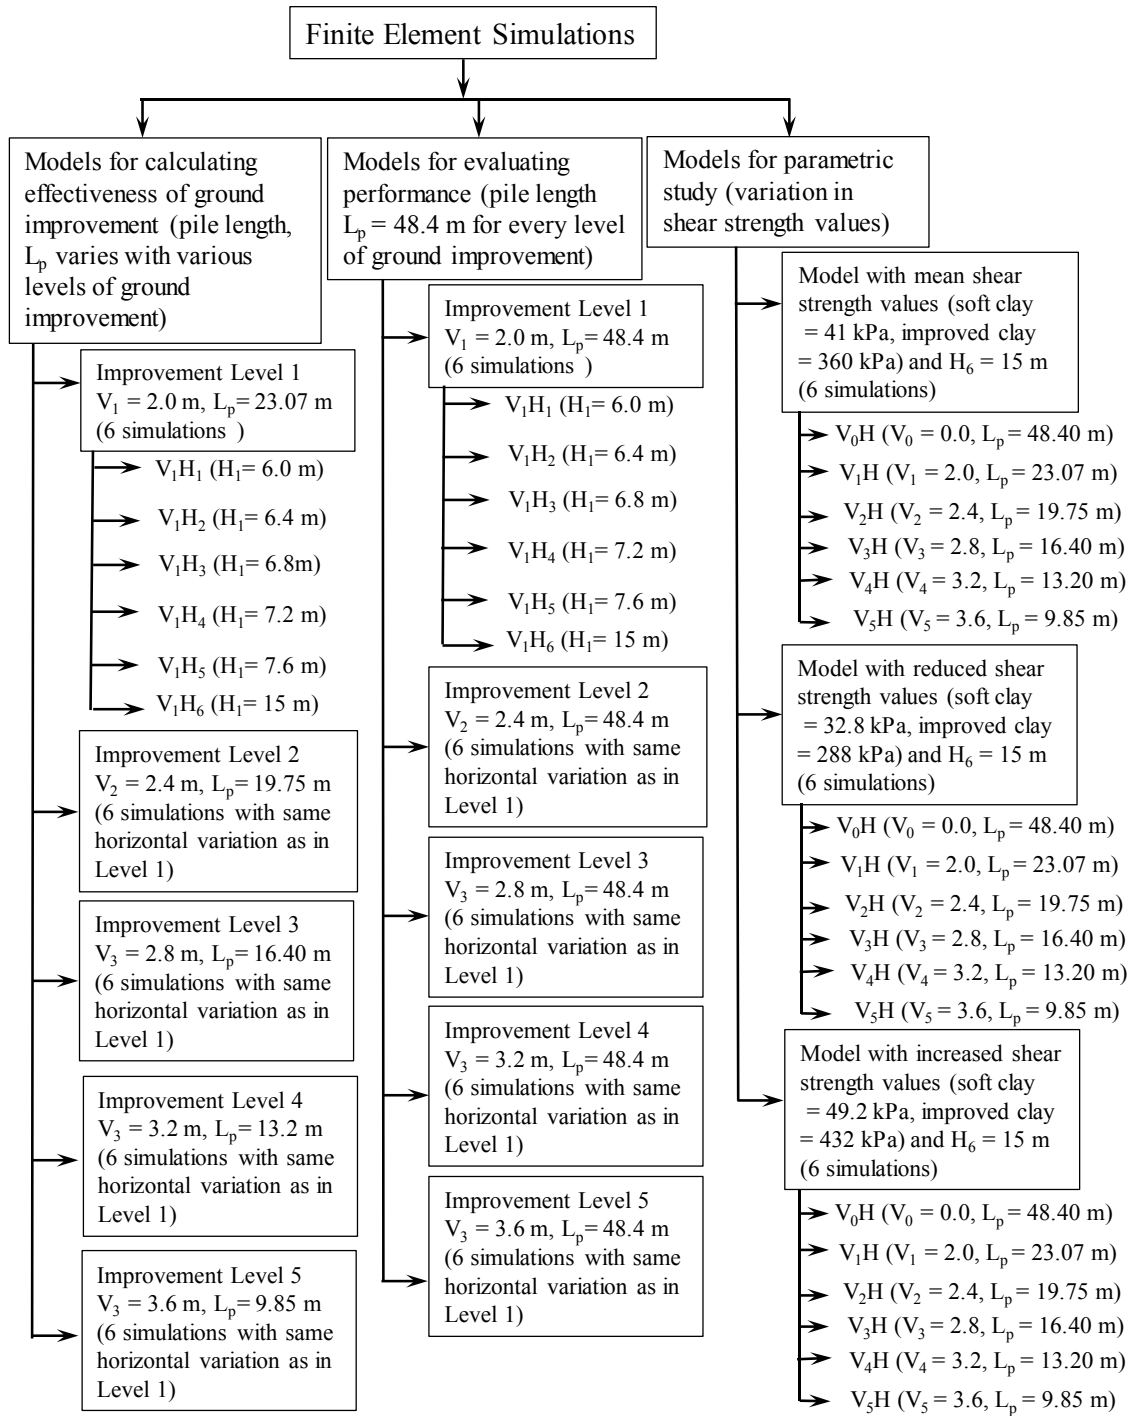 Finite Element Simulations
Models for calculating
effectiveness of ground
improvement (pile length,
Lₚ varies with various
levels of ground
improvement)
Improvement Level 1
V₁ = 2.0 m, Lₚ= 23.07 m
(6 simulations )
V₁H₁ (H₁= 6.0 m)
V₁H₂ (H₁= 6.4 m)
V₁H₃ (H₁= 6.8m)
V₁H₄ (H₁= 7.2 m)
V₁H₅ (H₁= 7.6 m)
V₁H₆ (H₁= 15 m)
Improvement Level 2
V₂ = 2.4 m, Lₚ= 19.75 m
(6 simulations with same
horizontal variation as in
Level 1)
Improvement Level 3
V₃ = 2.8 m, Lₚ= 16.40 m
(6 simulations with same
horizontal variation as in
Level 1)
Improvement Level 4
V₃ = 3.2 m, Lₚ= 13.2 m
(6 simulations with same
horizontal variation as in
Level 1)
Improvement Level 5
V₃ = 3.6 m, Lₚ= 9.85 m
(6 simulations with same
horizontal variation as in
Level 1)
Models for evaluating
performance (pile length
Lₚ = 48.4 m for every level
of ground improvement)
Improvement Level 1
V₁ = 2.0 m, Lₚ= 48.4 m
(6 simulations )
V₁H₁ (H₁= 6.0 m)
V₁H₂ (H₁= 6.4 m)
V₁H₃ (H₁= 6.8 m)
V₁H₄ (H₁= 7.2 m)
V₁H₅ (H₁= 7.6 m)
V₁H₆ (H₁= 15 m)
Improvement Level 2
V₂ = 2.4 m, Lₚ= 48.4 m
(6 simulations with same
horizontal variation as in
Level 1)
Improvement Level 3
V₃ = 2.8 m, Lₚ= 48.4 m
(6 simulations with same
horizontal variation as in
Level 1)
Improvement Level 4
V₃ = 3.2 m, Lₚ= 48.4 m
(6 simulations with same
horizontal variation as in
Level 1)
Improvement Level 5
V₃ = 3.6 m, Lₚ= 48.4 m
(6 simulations with same
horizontal variation as in
Level 1)
Models for parametric
study (variation in
shear strength values)
Model with mean shear
strength values (soft clay
= 41 kPa, improved clay
= 360 kPa) and H₆ = 15 m
(6 simulations)
V₀H (V₀ = 0.0, Lₚ = 48.40 m)
V₁H (V₁ = 2.0, Lₚ = 23.07 m)
V₂H (V₂ = 2.4, Lₚ = 19.75 m)
V₃H (V₃ = 2.8, Lₚ = 16.40 m)
V₄H (V₄ = 3.2, Lₚ = 13.20 m)
V₅H (V₅ = 3.6, Lₚ = 9.85 m)
Model with reduced shear
strength values (soft clay
= 32.8 kPa, improved clay
= 288 kPa) and H₆ = 15 m
(6 simulations)
V₀H (V₀ = 0.0, Lₚ = 48.40 m)
V₁H (V₁ = 2.0, Lₚ = 23.07 m)
V₂H (V₂ = 2.4, Lₚ = 19.75 m)
V₃H (V₃ = 2.8, Lₚ = 16.40 m)
V₄H (V₄ = 3.2, Lₚ = 13.20 m)
V₅H (V₅ = 3.6, Lₚ = 9.85 m)
Model with increased shear
strength values (soft clay
= 49.2 kPa, improved clay
= 432 kPa) and H₆ = 15 m
(6 simulations)
V₀H (V₀ = 0.0, Lₚ = 48.40 m)
V₁H (V₁ = 2.0, Lₚ = 23.07 m)
V₂H (V₂ = 2.4, Lₚ = 19.75 m)
V₃H (V₃ = 2.8, Lₚ = 16.40 m)
V₄H (V₄ = 3.2, Lₚ = 13.20 m)
V₅H (V₅ = 3.6, Lₚ = 9.85 m)